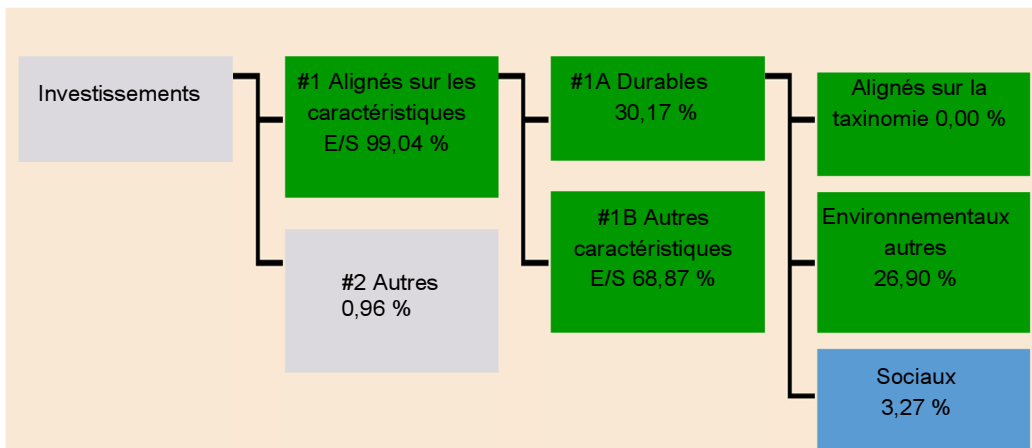 Investissements
#1 Alignés sur les
caractéristiques
E/S 99,04 %
#2 Autres
0,96 %
#1A Durables
30,17 %
#1B Autres
caractéristiques
E/S 68,87 %
Alignés sur la
taxinomie 0,00 %
Environnementaux
autres
26,90 %
Sociaux
3,27 %